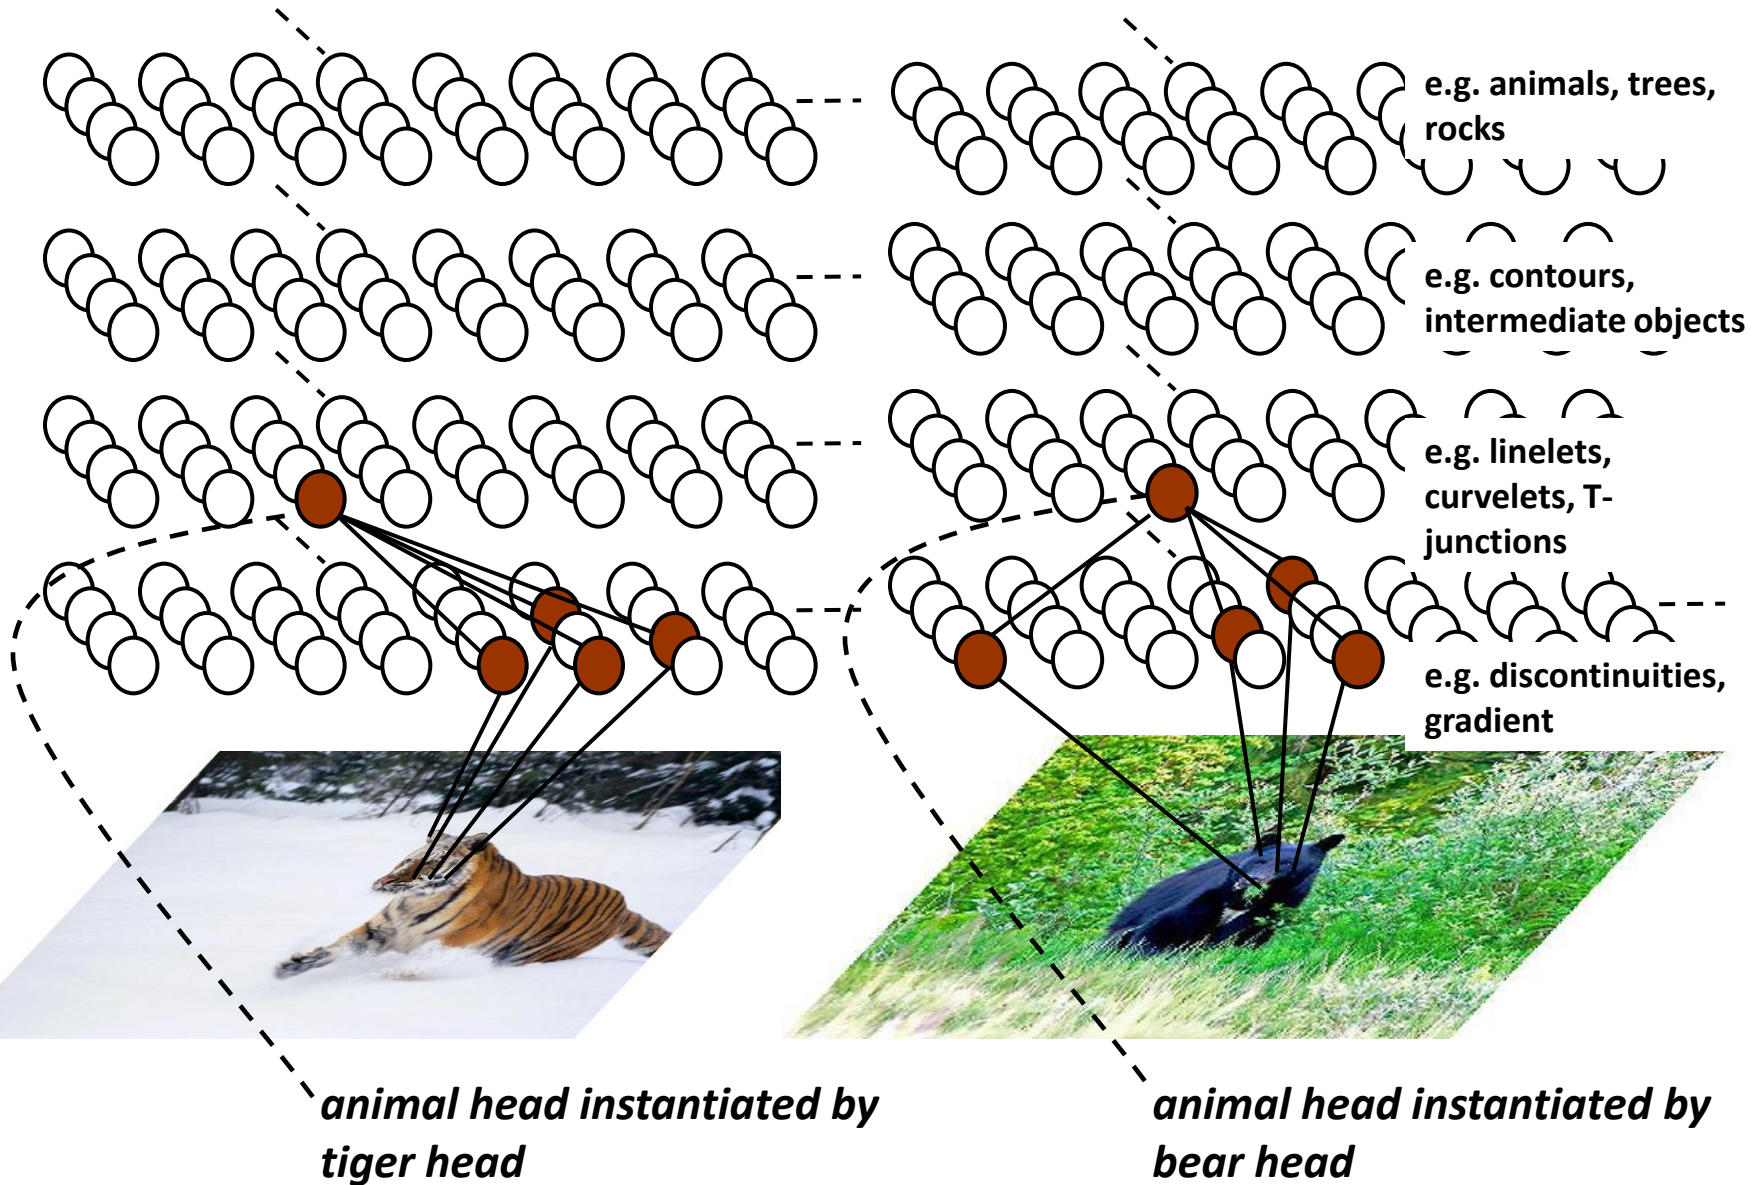 e.g. animals, trees,
rocks
e.g. contours,
intermediate objects
e.g. linelets,
curvelets, T-
junctions
e.g. discontinuities,
gradient
animal head instantiated by
tiger head
animal head instantiated by
bear head